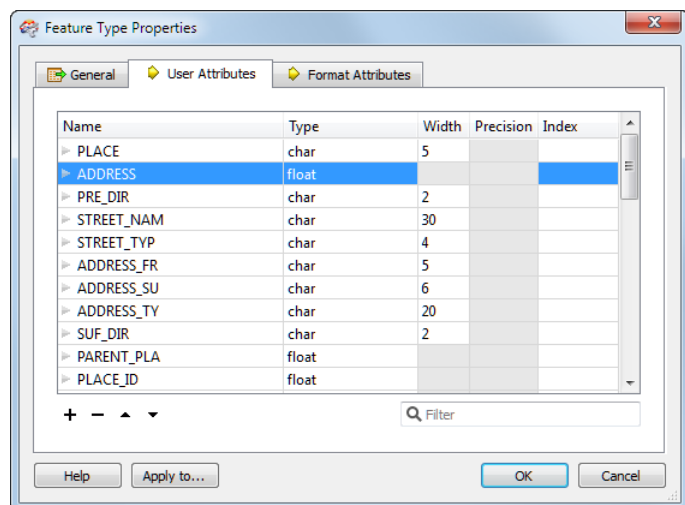 Feature Type Properties
General User Attributes Format Attributes
Name Type Width Precision Index
PLACE char 5
ADDRESS float
PRE_DIR char 2
STREET_NAM char 30
STREET_TYP char 4
ADDRESS_FR char 5
ADDRESS_SU char 6
ADDRESS_TY char 20
SUF_DIR char 2
PARENT_PLA float
PLACE_ID float
Filter
Help Apply to... OK Cancel